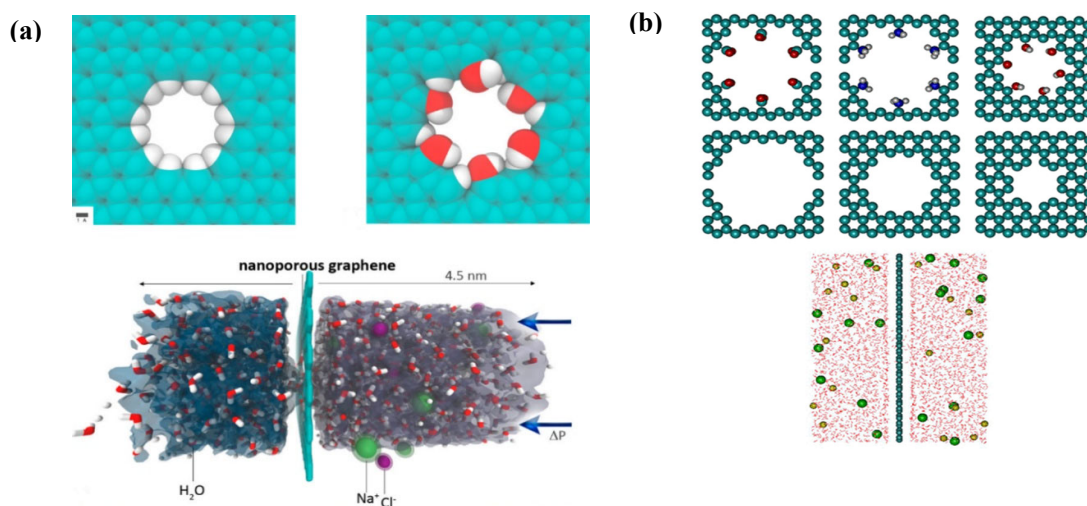 (a)
(b)
nanoporous graphene
4.5 nm
ΔP
H₂O
Na⁺Cl⁻